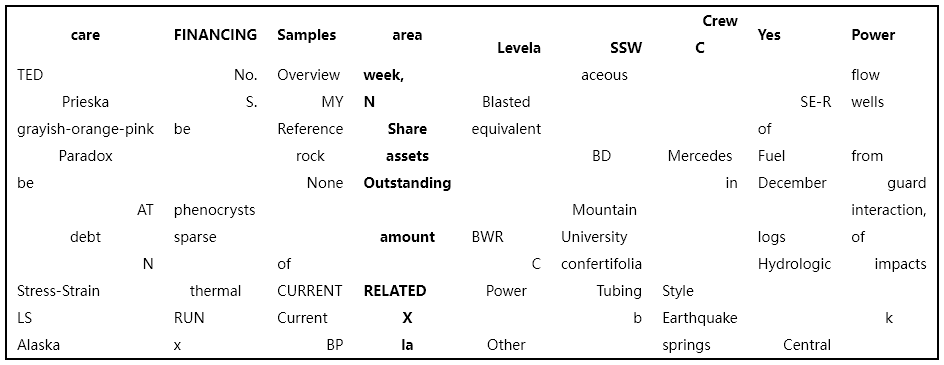 care FINANCING Samples area Levela SSW Crew C Yes Power
TED No. Overview week, aceous flow
Prieska S. MY N Blasted SE-R wells
grayish-orange-pink be Reference Share equivalent of
Paradox rock assets BD Mercedes Fuel from
be None Outstanding in December guard
AT phenocrysts Mountain interaction,
debt sparse amount BWR University logs of
N of C confertifolia Hydrologic impacts
Stress-Strain thermal CURRENT RELATED Power Tubing Style
LS RUN Current X b Earthquake k
Alaska x BP la Other springs Central